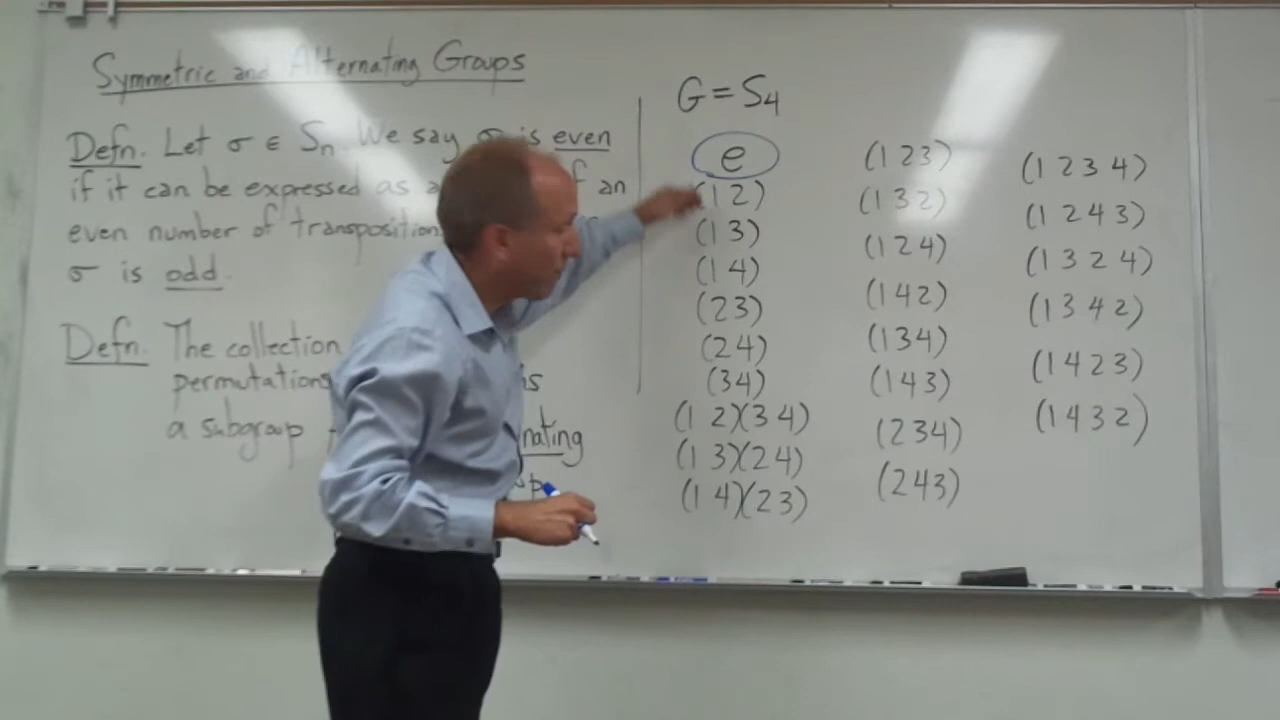 Symmetric and Alternating Groups
Defn. Let σ ∈ Sn. We say σ is even
if it can be expressed as a of an
even number of transposition
σ is odd.
Defn. The collection
permutations is
a subgroup nating
G = S4
e
(1 2)
(1 3)
(1 4)
(2 3)
(2 4)
(3 4)
(1 2)(3 4)
(1 3)(2 4)
(1 4)(2 3)
(1 2 3)
(1 3 2)
(1 2 4)
(1 4 2)
(1 3 4)
(1 4 3)
(2 3 4)
(2 4 3)
(1 2 3 4)
(1 2 4 3)
(1 3 2 4)
(1 3 4 2)
(1 4 2 3)
(1 4 3 2)